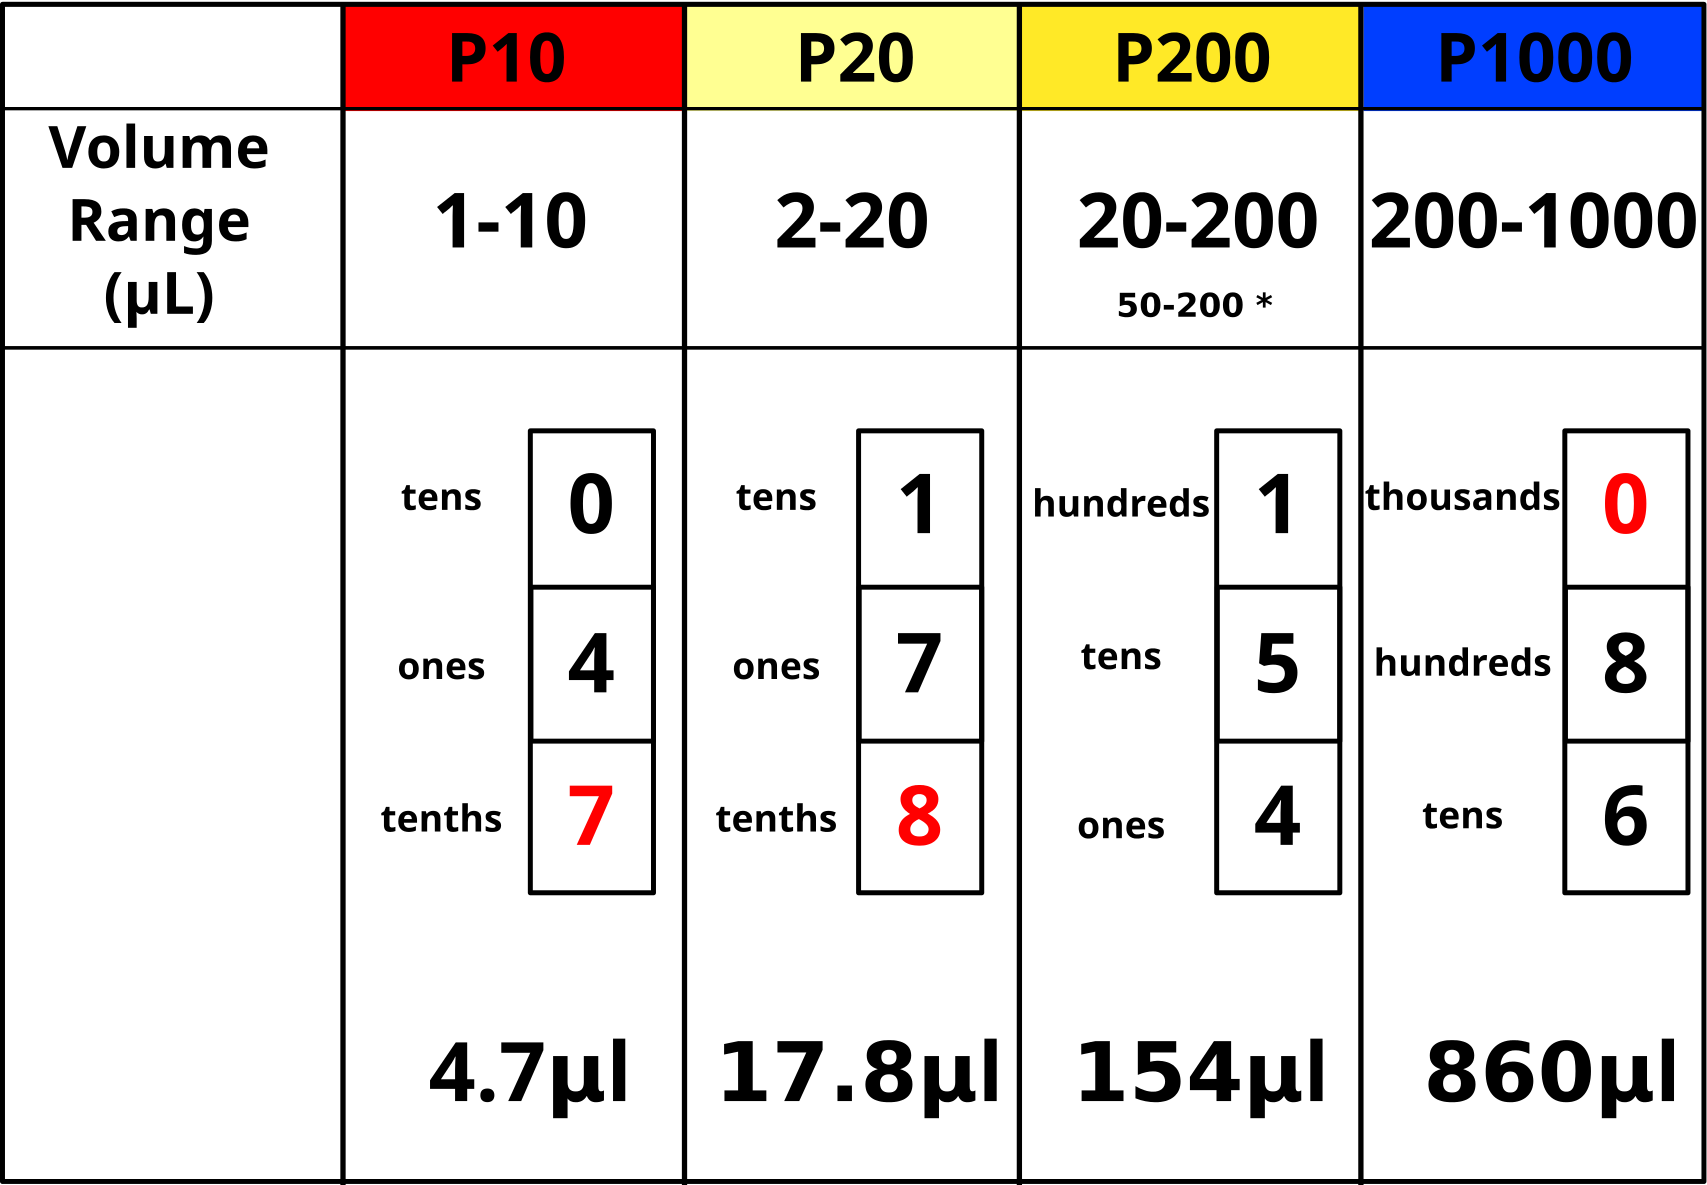 P10 P20 P200 P1000
Volume
Range
(µL)
1-10 2-20 20-200 200-1000
50-200 *
tens 0 tens 1 hundreds 1 thousands 0
ones 4 ones 7 tens 5 hundreds 8
tenths 7 tenths 8 ones 4 tens 6
4.7µl 17.8µl 154µl 860µl